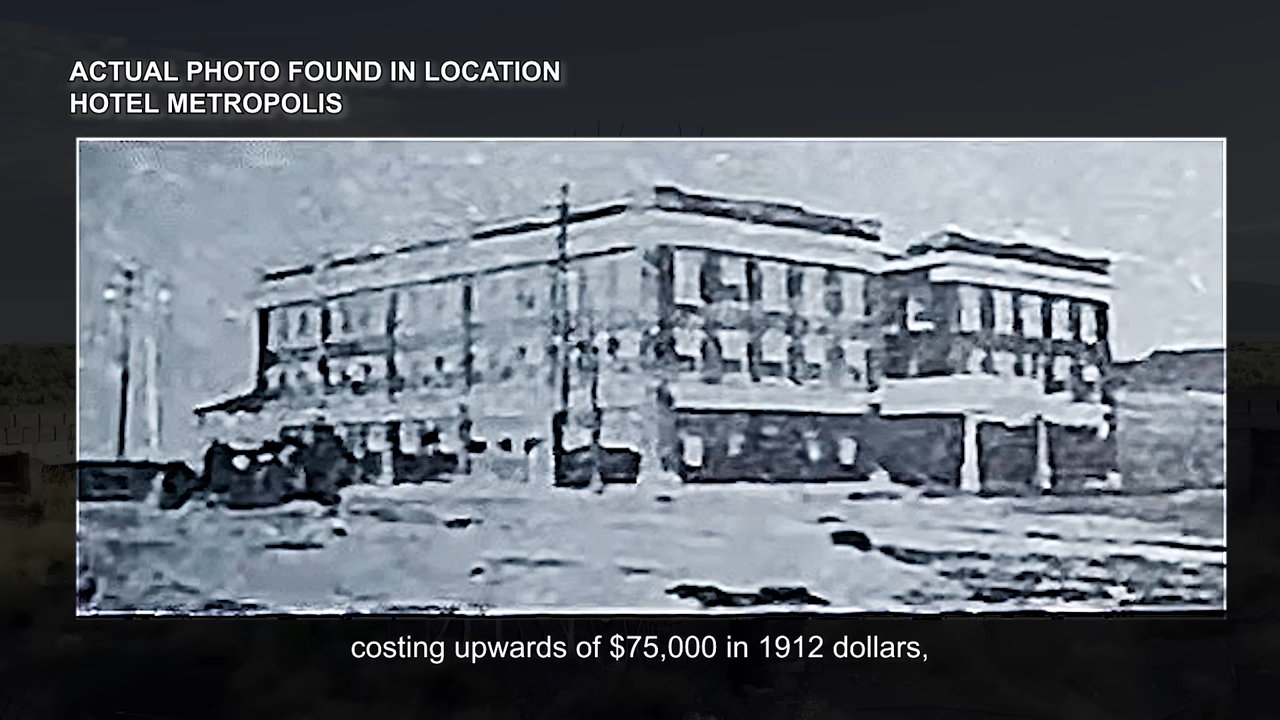 ACTUAL PHOTO FOUND IN LOCATION
HOTEL METROPOLIS
costing upwards of $75,000 in 1912 dollars,